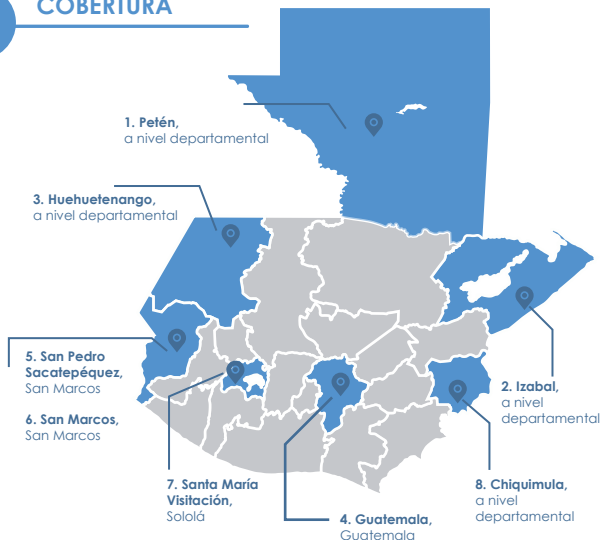 COBERTURA
1. Petén,
a nivel departamental
3. Huehuetenango,
a nivel departamental
5. San Pedro
Sacatepéquez,
San Marcos
6. San Marcos,
San Marcos
7. Santa María
Visitación,
Sololá
4. Guatemala,
Guatemala
2. Izabal,
a nivel
departamental
8. Chiquimula,
a nivel
departamental